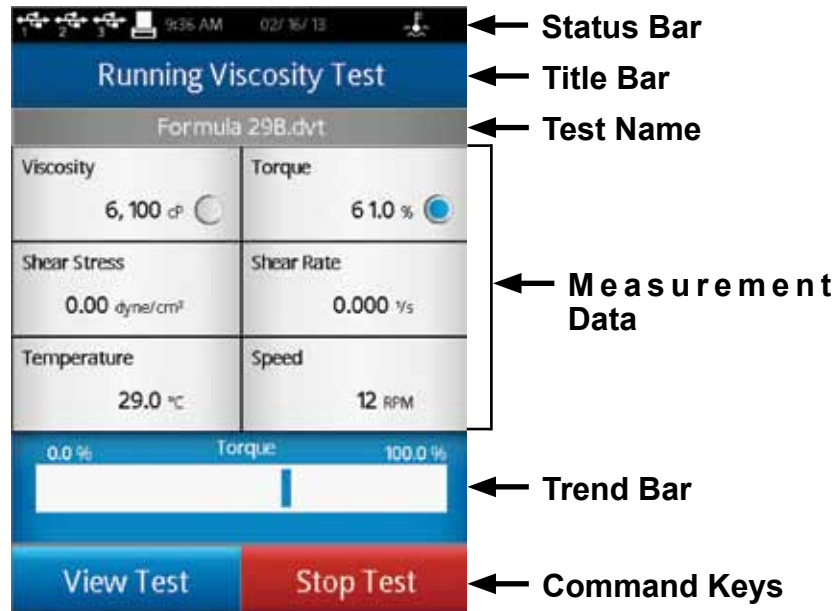 1 2 3 9:36 AM 02/16/13
Status Bar
Running Viscosity Test
Title Bar
Formula 29B.dvt
Test Name
Viscosity
6,100 cP
Torque
61.0 %
Shear Stress
0.00 dyne/cm²
Shear Rate
0.000 1/s
Measurement
Data
Temperature
29.0 °C
Speed
12 RPM
0.0 % Torque 100.0 %
Trend Bar
View Test
Stop Test
Command Keys